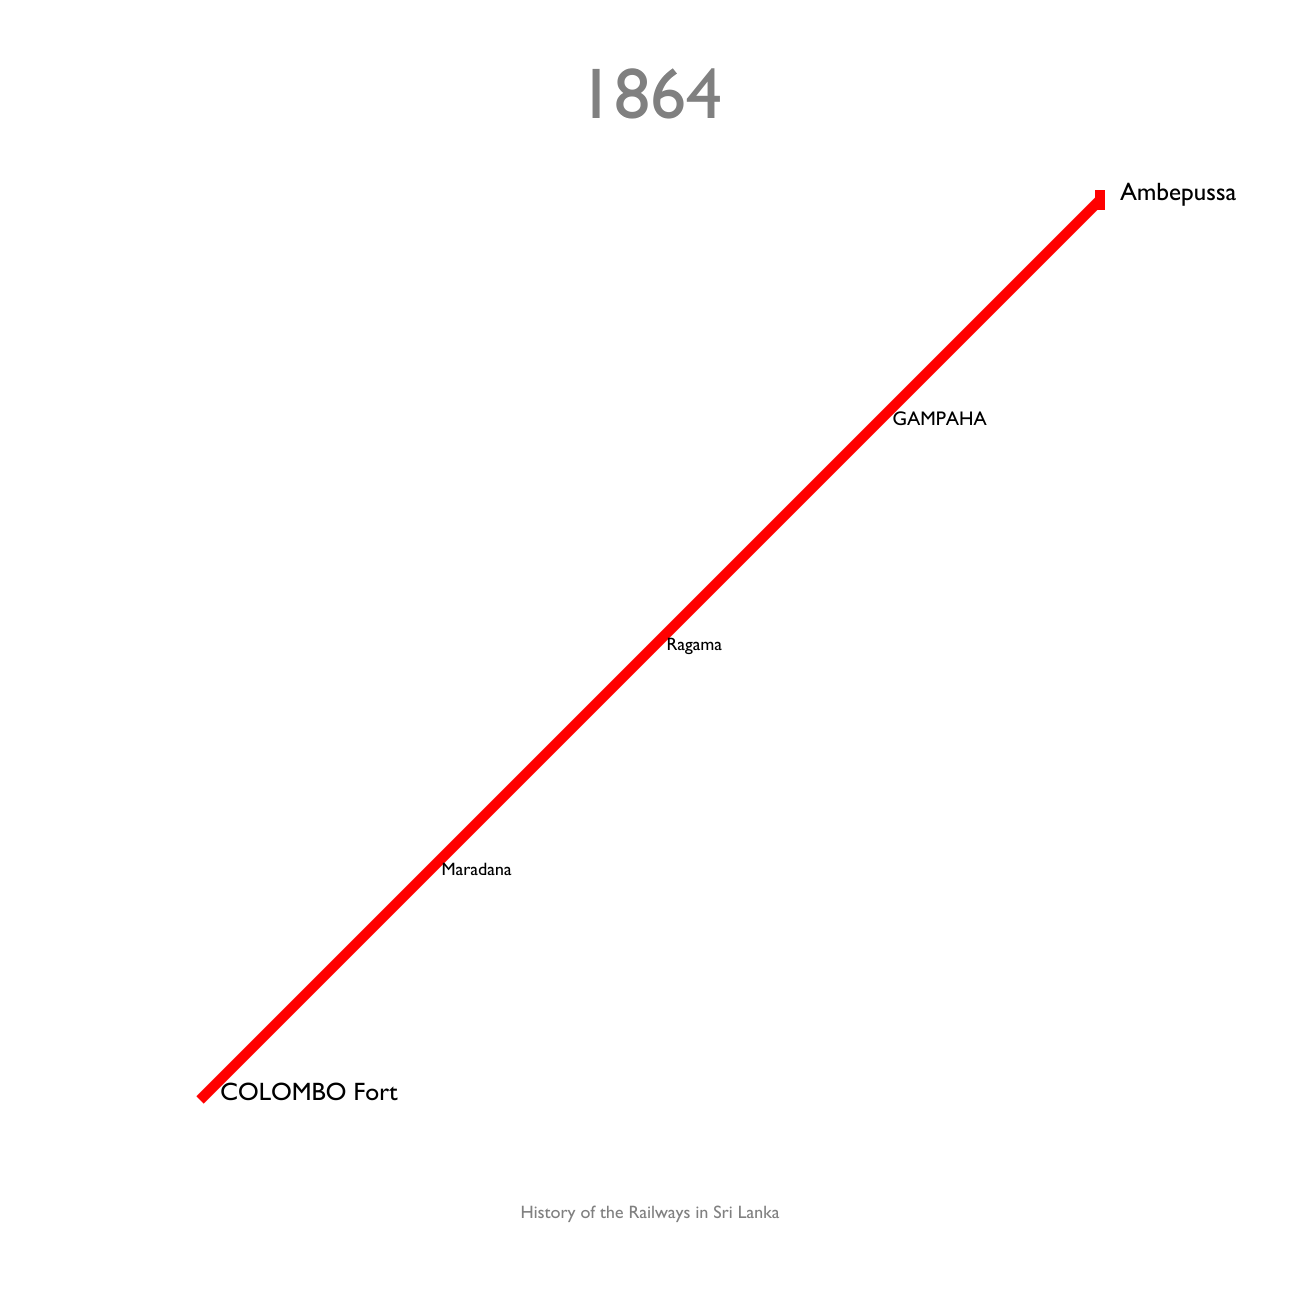 1864
Ambepussa
GAMPAHA
Ragama
Maradana
COLOMBO Fort
History of the Railways in Sri Lanka